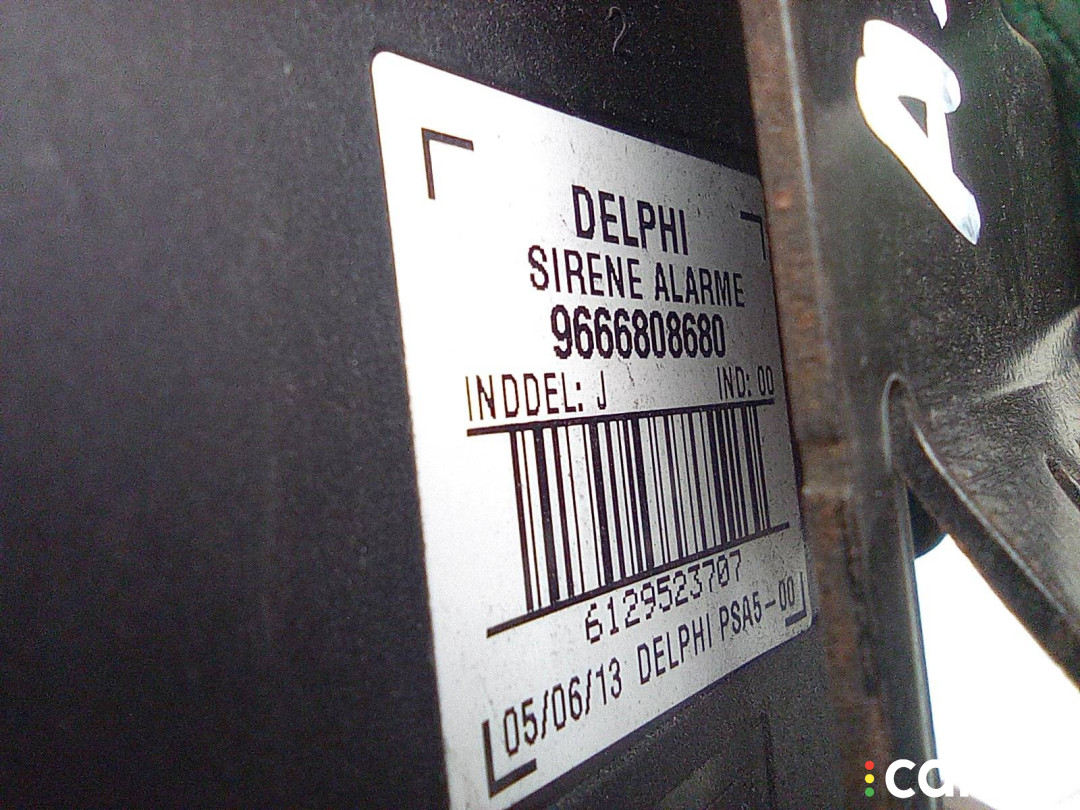 DELPHI
SIRENE ALARME
9666808680
INDDEL: J IND: 00
6129523707
05/06/13 DELPHI PSA5-00